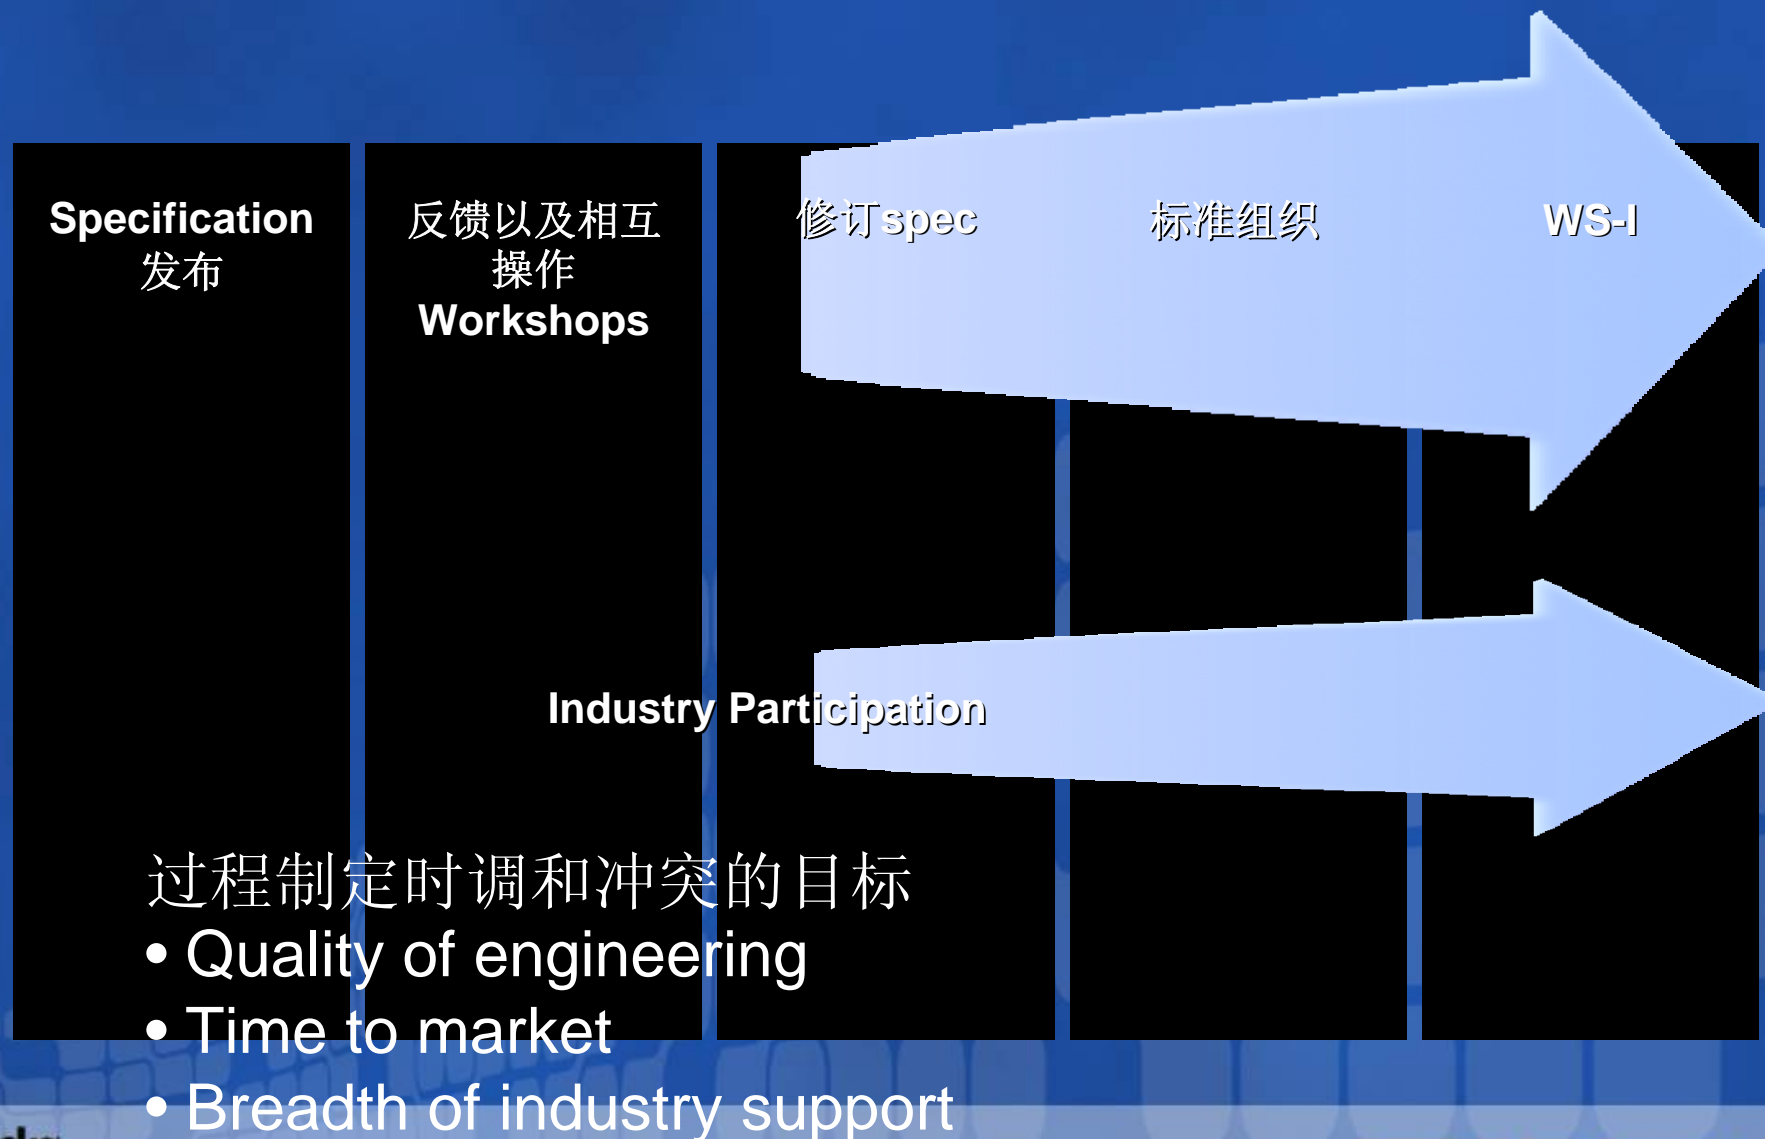 Specification
发布
反馈以及相互
操作
Workshops
修订spec
标准组织
WS-I
Industry Participation
过程制定时调和冲突的目标
• Quality of engineering
• Time to market
• Breadth of industry support